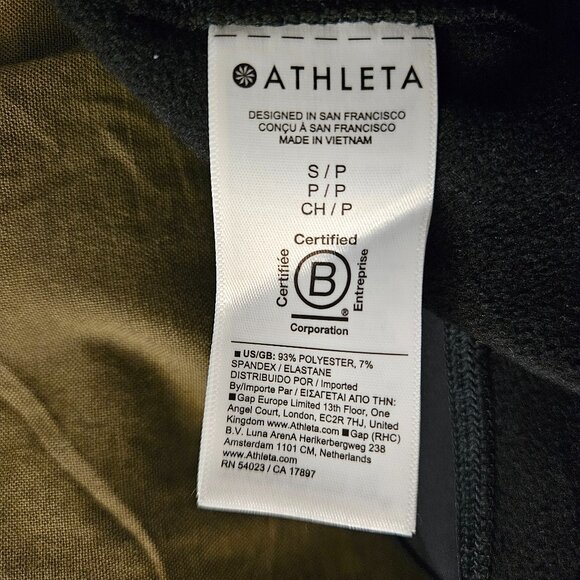 ATHLETA
DESIGNED IN SAN FRANCISCO
CONÇU À SAN FRANCISCO
MADE IN VIETNAM
S / P
P / P
CH / P
Certified
Certifiée
B
Entreprise
®
Corporation
■ US/GB: 93% POLYESTER, 7%
SPANDEX / ELASTANE
DISTRIBUIDO POR / Imported
By/Importe Par / ΕΙΣΑΓΕΤΑΙ ΑΠΟ ΤΗΝ:
■ Gap Europe Limited 13th Floor, One
Angel Court, London, EC2R 7HJ, United
Kingdom www.Athleta.com ■ Gap (RHC)
B.V. Luna ArenA Herikerbergweg 238
Amsterdam 1101 CM, Netherlands
www.Athleta.com
RN 54023 / CA 17897